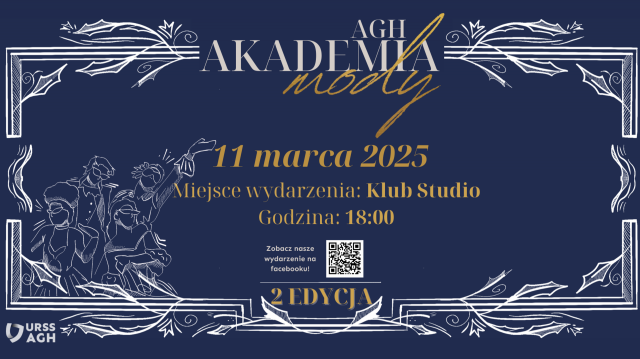 AGH
AKADEMIA
mody
11 marca 2025
Miejsce wydarzenia: Klub Studio
Godzina: 18:00
Zobacz nasze
wydarzenie na
facebooku!
2 EDYCJA
URSS
AGH